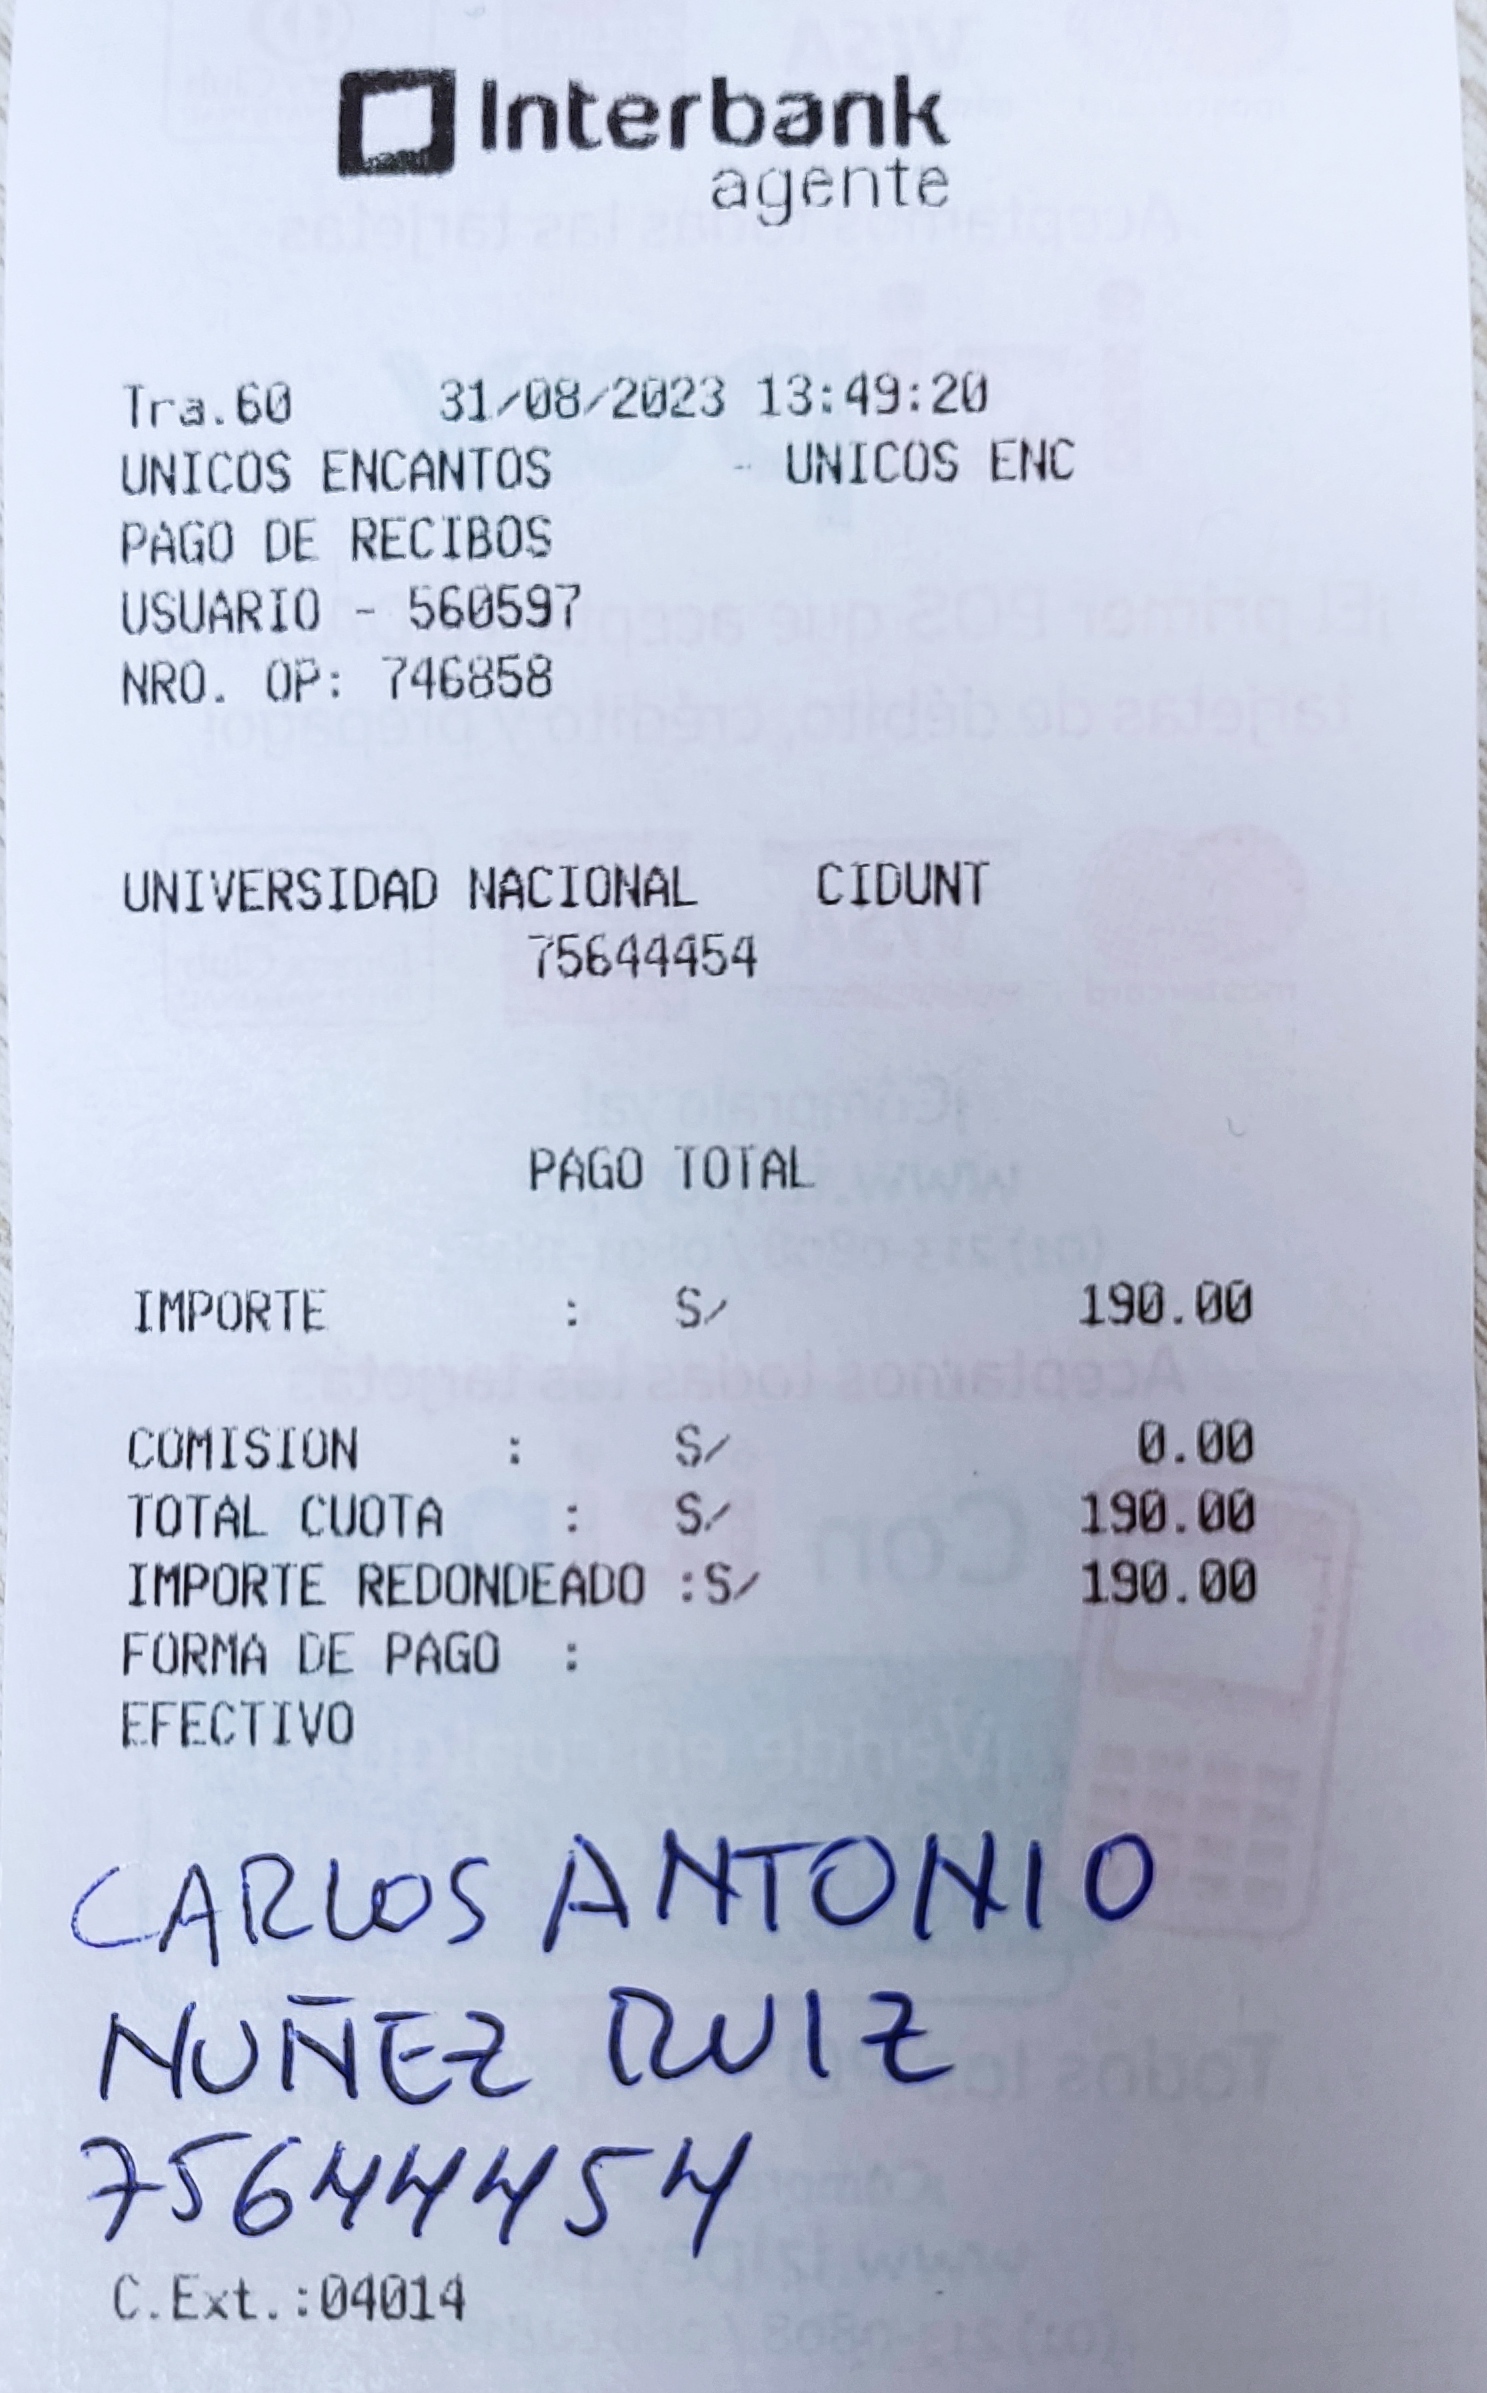 Interbank
agente
Tra.60 31/08/2023 13:49:20
UNICOS ENCANTOS - UNICOS ENC
PAGO DE RECIBOS
USUARIO - 560597
NRO. OP: 746858
UNIVERSIDAD NACIONAL CIDUNT
75644454
PAGO TOTAL
IMPORTE : S/ 190.00
COMISION : S/ 0.00
TOTAL CUOTA : S/ 190.00
IMPORTE REDONDEADO :S/ 190.00
FORMA DE PAGO :
EFECTIVO
CARLOS ANTONIO
NUÑEZ RUIZ
75644454
C.Ext.:04014